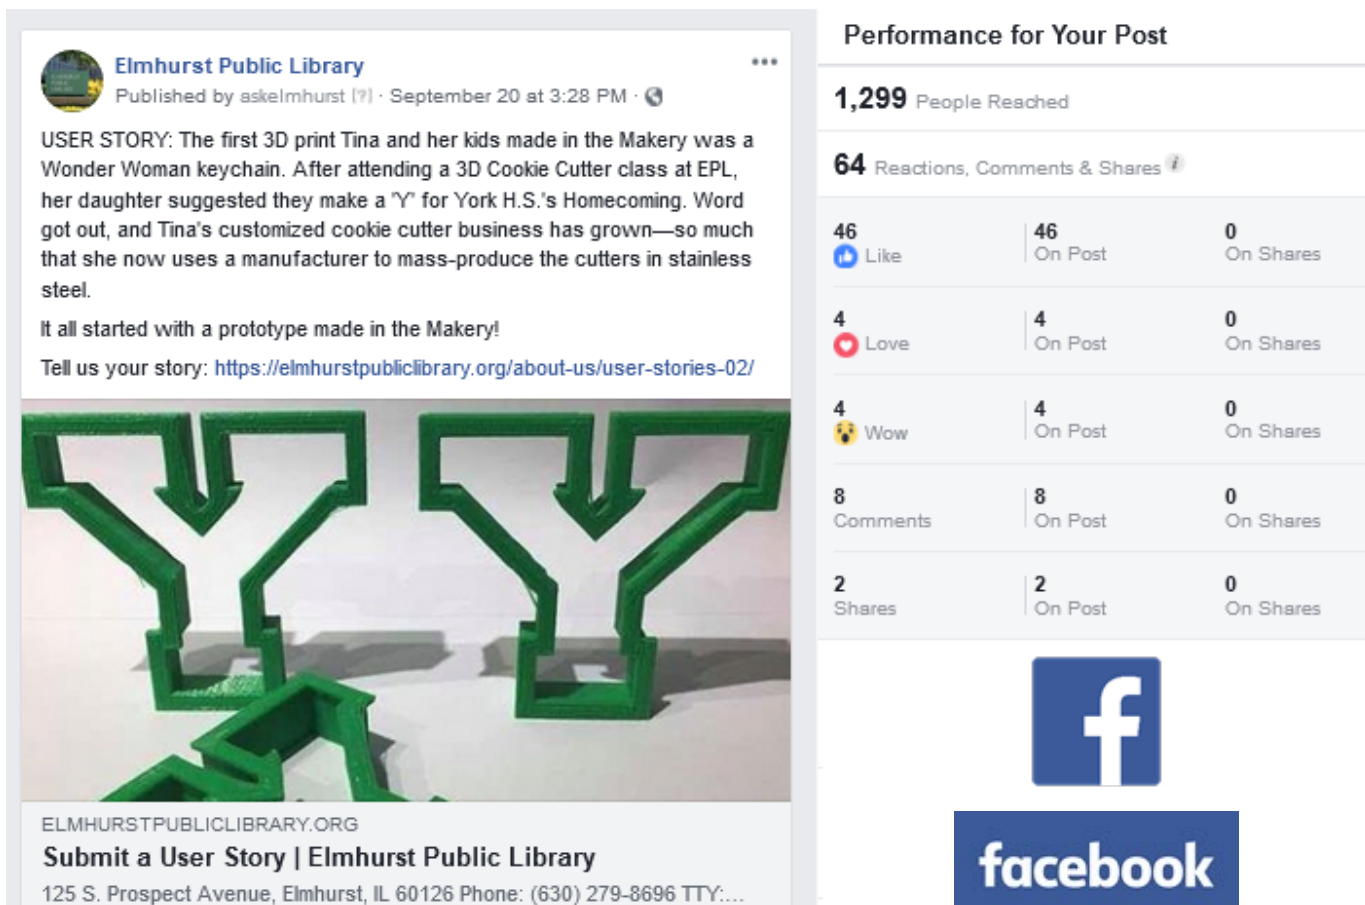 Elmhurst Public Library
Published by askelmhurst [?] · September 20 at 3:28 PM ·
USER STORY: The first 3D print Tina and her kids made in the Makery was a
Wonder Woman keychain. After attending a 3D Cookie Cutter class at EPL,
her daughter suggested they make a 'Y' for York H.S.'s Homecoming. Word
got out, and Tina's customized cookie cutter business has grown—so much
that she now uses a manufacturer to mass-produce the cutters in stainless
steel.
It all started with a prototype made in the Makery!
Tell us your story: https://elmhurstpubliclibrary.org/about-us/user-stories-02/
ELMHURSTPUBLICLIBRARY.ORG
Submit a User Story | Elmhurst Public Library
125 S. Prospect Avenue, Elmhurst, IL 60126 Phone: (630) 279-8696 TTY:...
Performance for Your Post
1,299 People Reached
64 Reactions, Comments & Shares i
46 46 0
Like On Post On Shares
4 4 0
Love On Post On Shares
4 4 0
Wow On Post On Shares
8 8 0
Comments On Post On Shares
2 2 0
Shares On Post On Shares
f
facebook